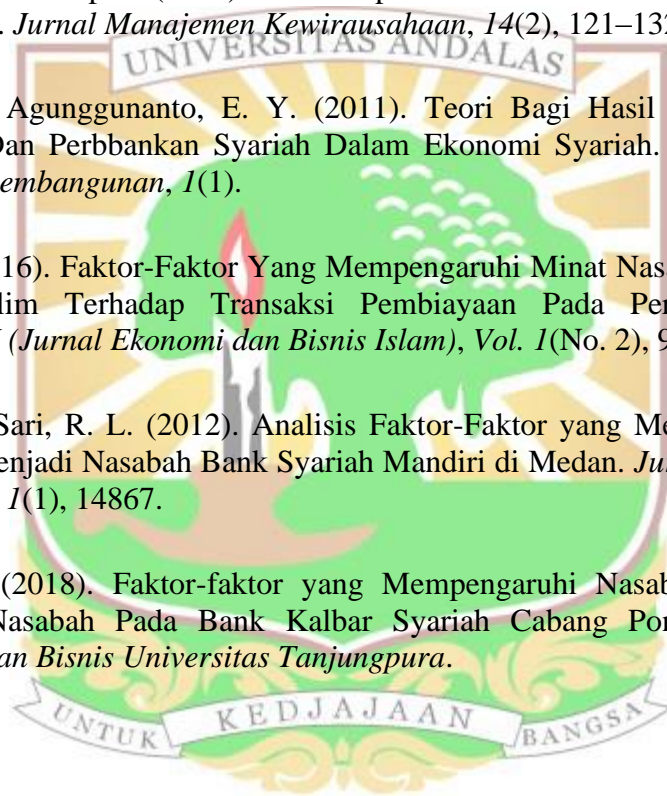 . Jurnal Manajemen Kewirausahaan, 14(2), 121–132
UNIVERSITAS ANDALAS
Agunggunanto, E. Y. (2011). Teori Bagi Hasil
Dan Perbbankan Syariah Dalam Ekonomi Syariah.
embangunan, 1(1).
16). Faktor-Faktor Yang Mempengaruhi Minat Nas
lim Terhadap Transaksi Pembiayaan Pada Per
(Jurnal Ekonomi dan Bisnis Islam), Vol. 1(No. 2), 9
Sari, R. L. (2012). Analisis Faktor-Faktor yang Me
enjadi Nasabah Bank Syariah Mandiri di Medan. Ju
1(1), 14867.
(2018). Faktor-faktor yang Mempengaruhi Nasab
Nasabah Pada Bank Kalbar Syariah Cabang Por
an Bisnis Universitas Tanjungpura.
UNTUK KEDJAJAAN BANGSA